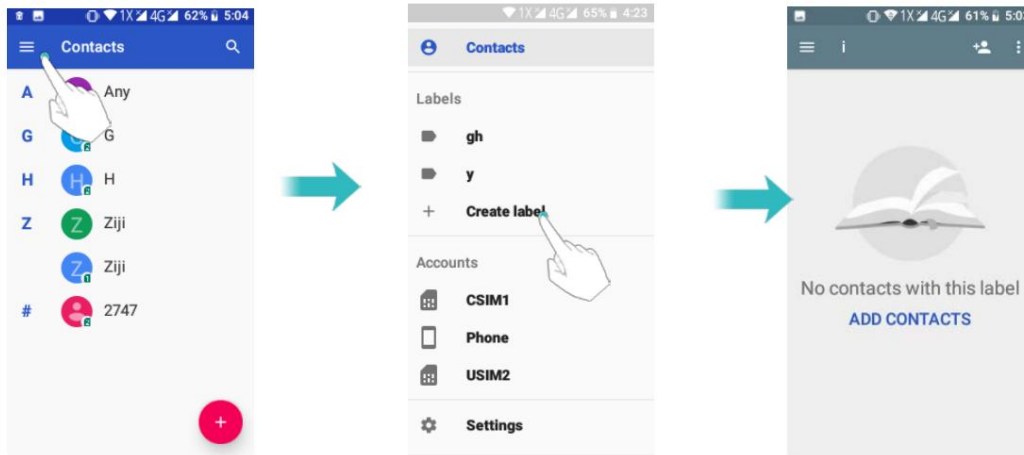 1X 4G 62% 5:04
Contacts
A Any
G G
H H H
Z Z Ziji
Z Ziji
# 2747
+
1X 4G 65% 4:23
Contacts
Labels
gh
y
+ Create label
Accounts
CSIM1
Phone
USIM2
Settings
1X 4G 61%
i
No contacts with this label
ADD CONTACTS